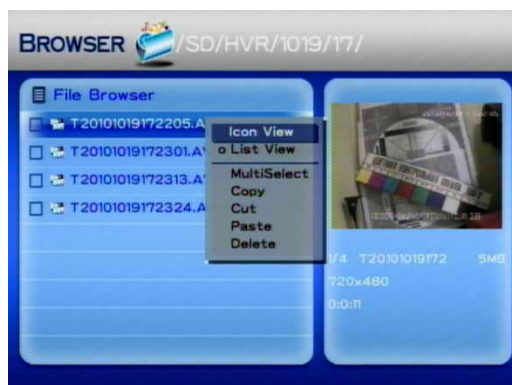 BROWSER /SD/HVR/1019/17/
File Browser
T20101019172205.A
T20101019172301.A
T20101019172313.A
T20101019172324.A
Icon View
o List View
MultiSelect
Copy
Cut
Paste
Delete
1/4 T20101019172 5MB
720x480
0:0:11